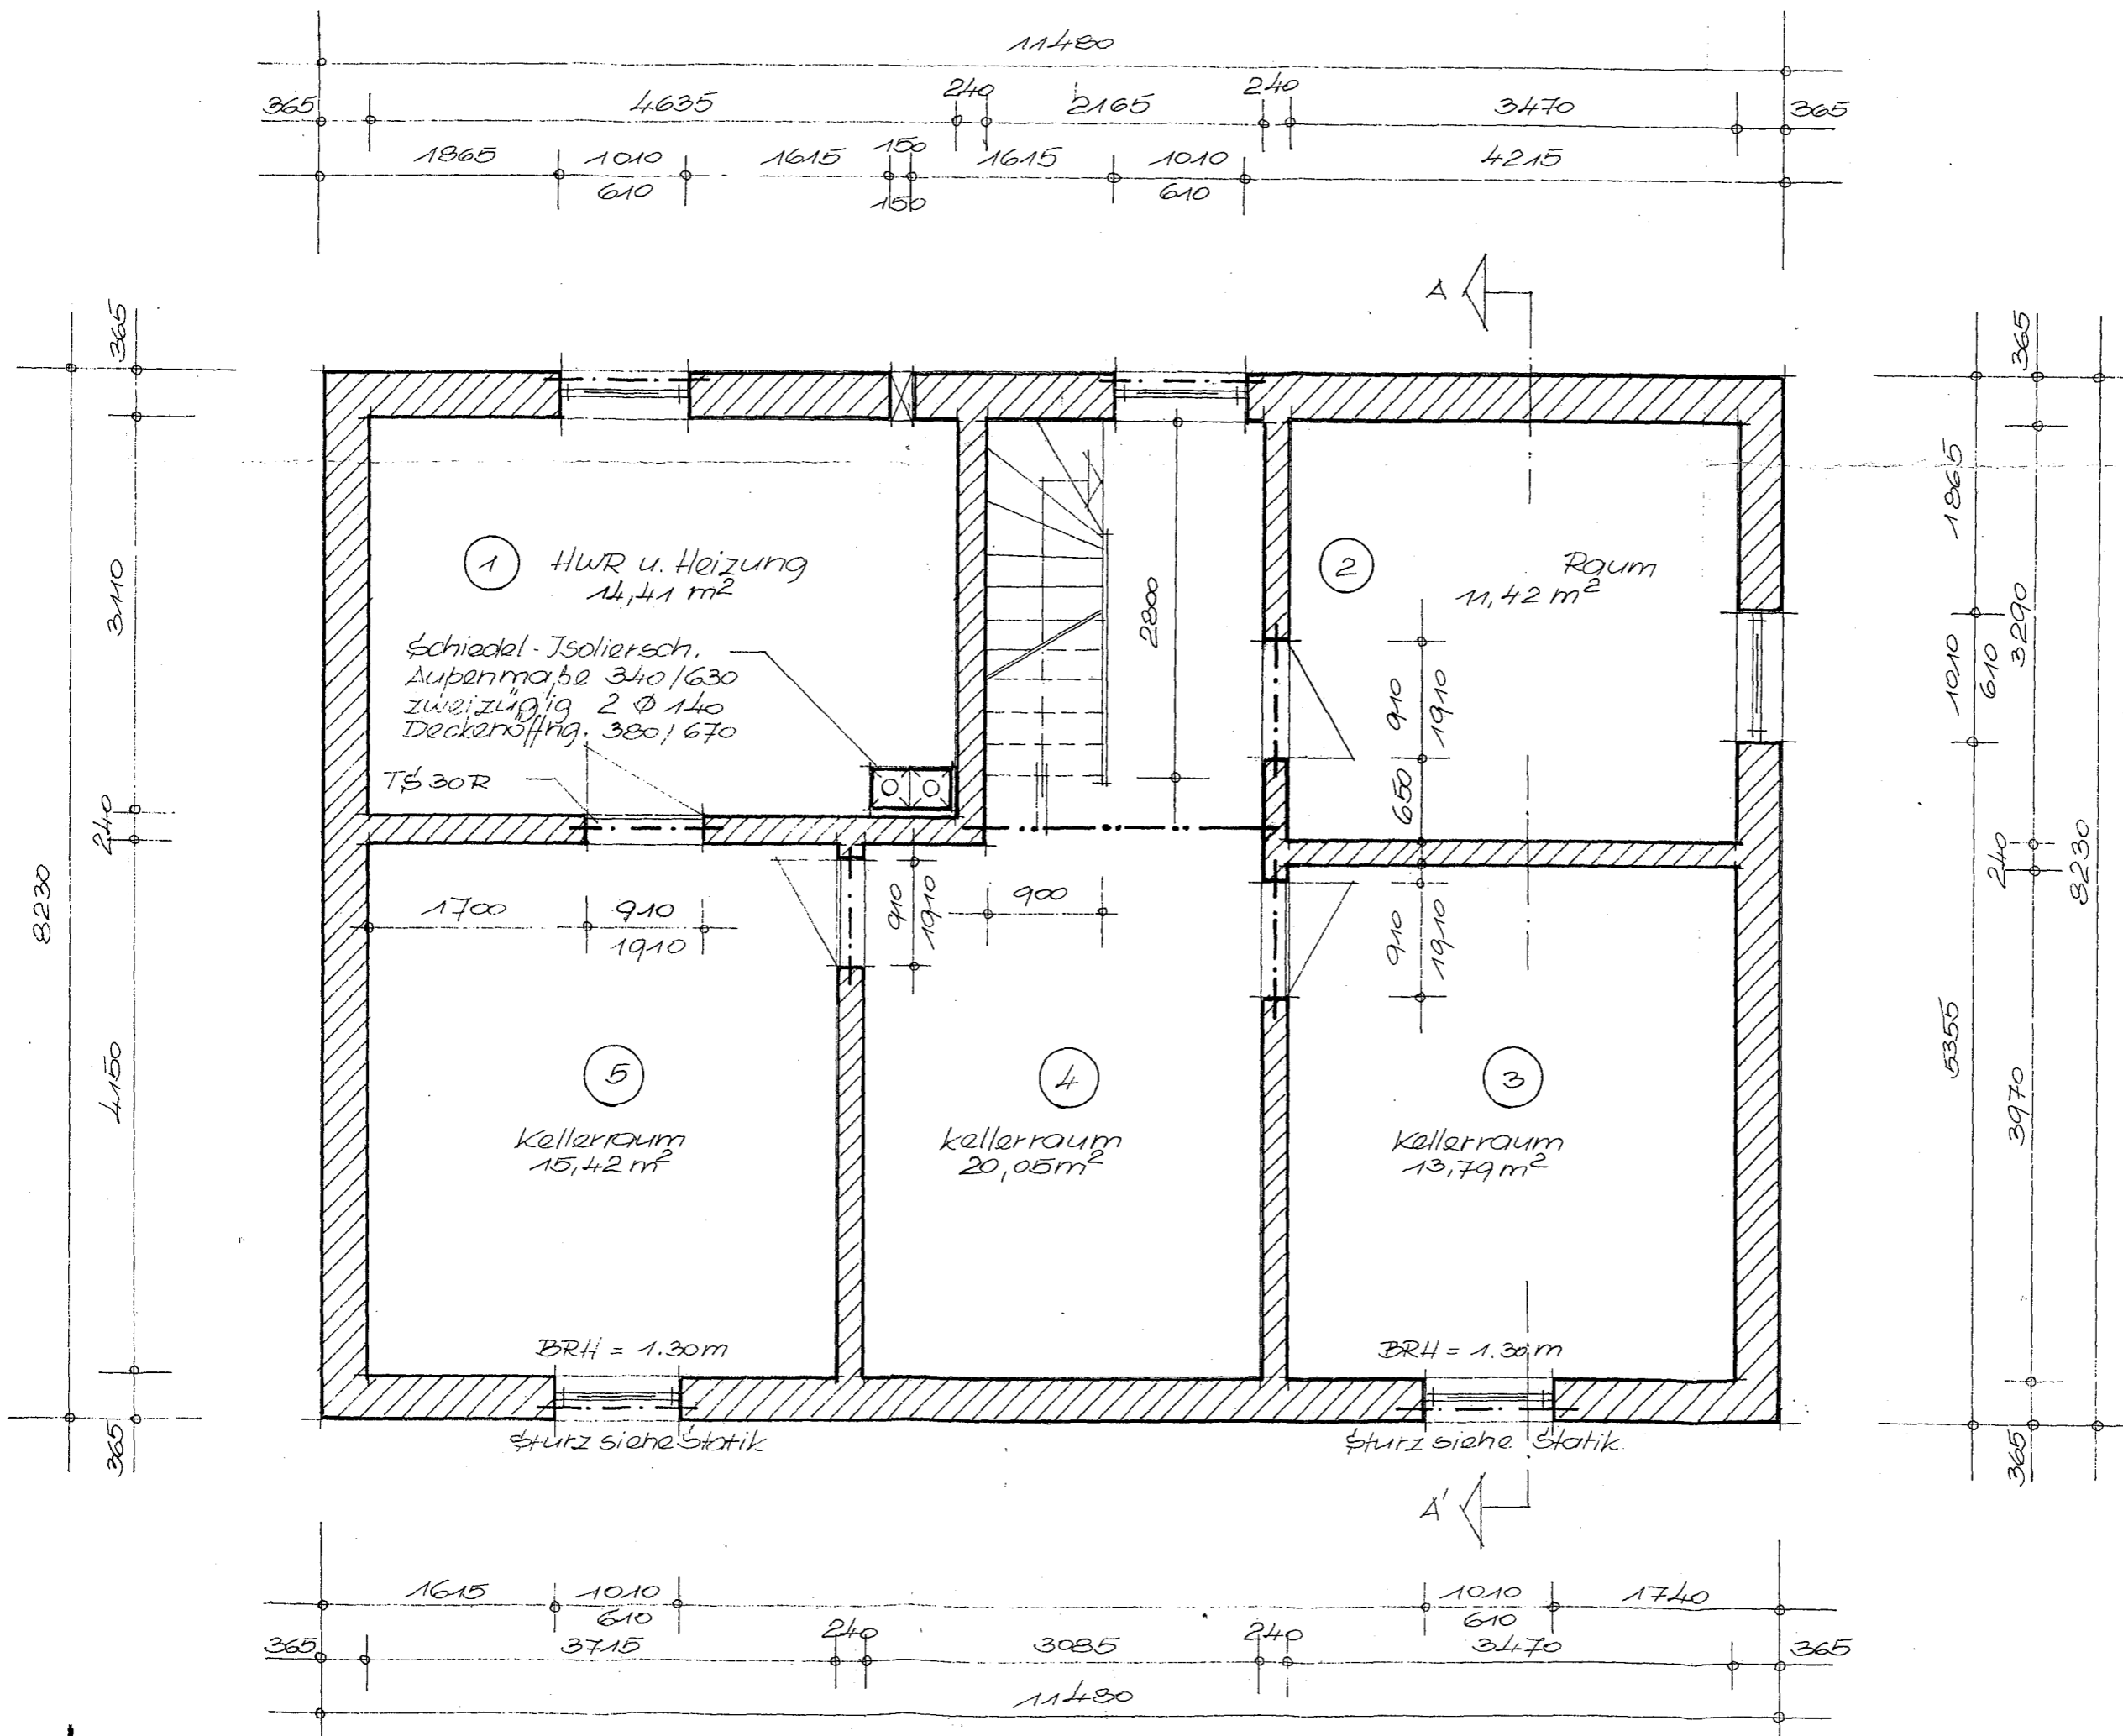 11480
365 4635 240 2165 240 3470 365
1865 1010 1615 150 1615 1010 4215
610 150 610
A
365
3110
240
8230
4150
365
365
1865
3290
1010
610
240
8230
5355
3970
365
1 HWR u. Heizung
14,41 m²
Schiedel-Isoliersch.
Außenmaße 340/630
zweizügig 2 Φ 140
Deckenöffng. 380/670
TS 30R
2800
2 Raum
11,42 m²
910
1910
650
1700 910
1910
910
1910
900
910
1910
5
Kellerraum
15,42 m²
4
Kellerraum
20,05 m²
3
Kellerraum
13,79 m²
BRH = 1.30 m
BRH = 1.30 m
Sturz siehe Statik
Sturz siehe Statik
A'
1615 1010 1010 1740
610 610
365 3715 240 3085 240 3470 365
11480